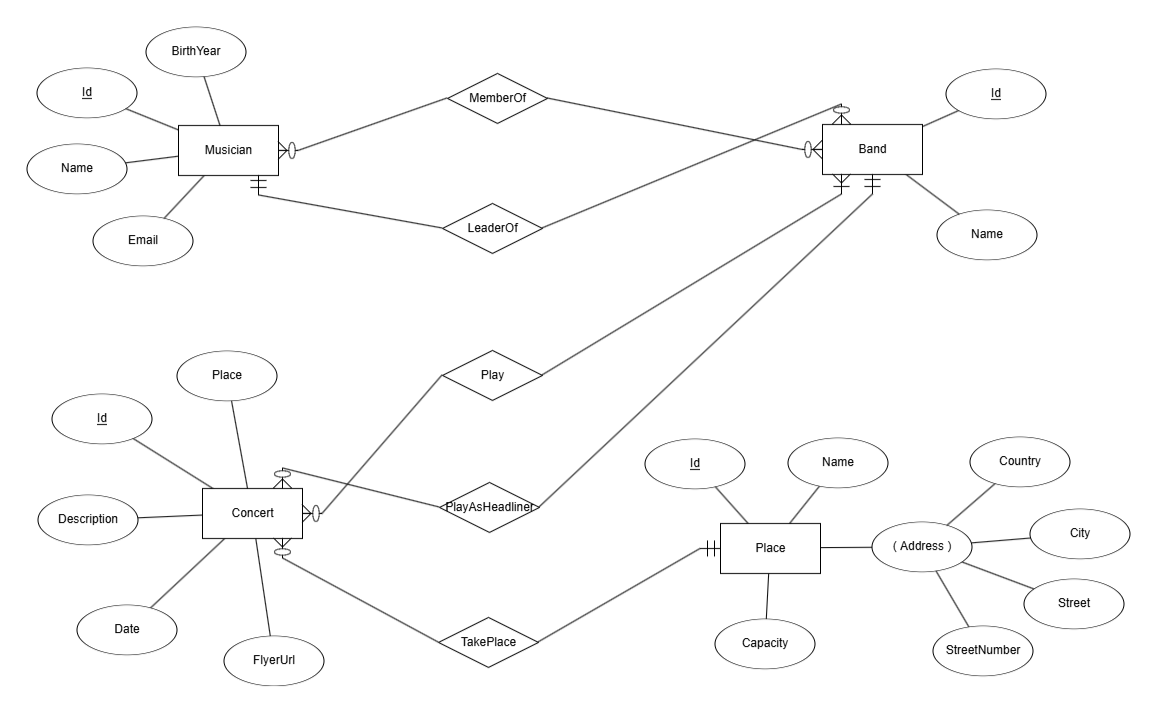 BirthYear
Id
MemberOf
Id
Musician
Band
Name
LeaderOf
Email
Name
Place
Play
Id
Id
Name
Country
Description
Concert
PlayAsHeadliner
Place
( Address )
City
Street
Date
TakePlace
Capacity
StreetNumber
FlyerUrl